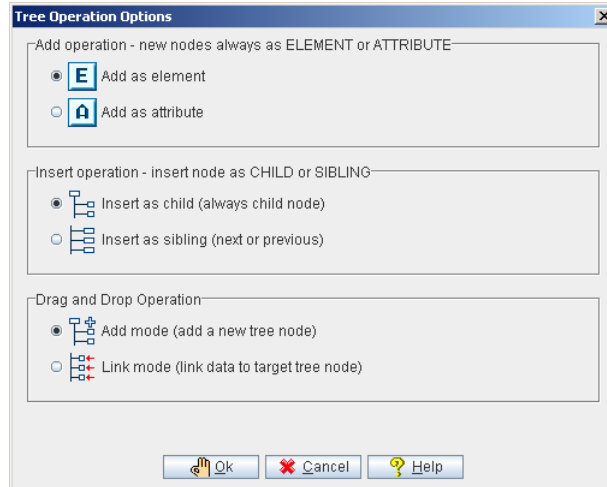 Tree Operation Options
Add operation - new nodes always as ELEMENT or ATTRIBUTE
E Add as element
A Add as attribute
Insert operation - insert node as CHILD or SIBLING
Insert as child (always child node)
Insert as sibling (next or previous)
Drag and Drop Operation
Add mode (add a new tree node)
Link mode (link data to target tree node)
Ok Cancel ? Help